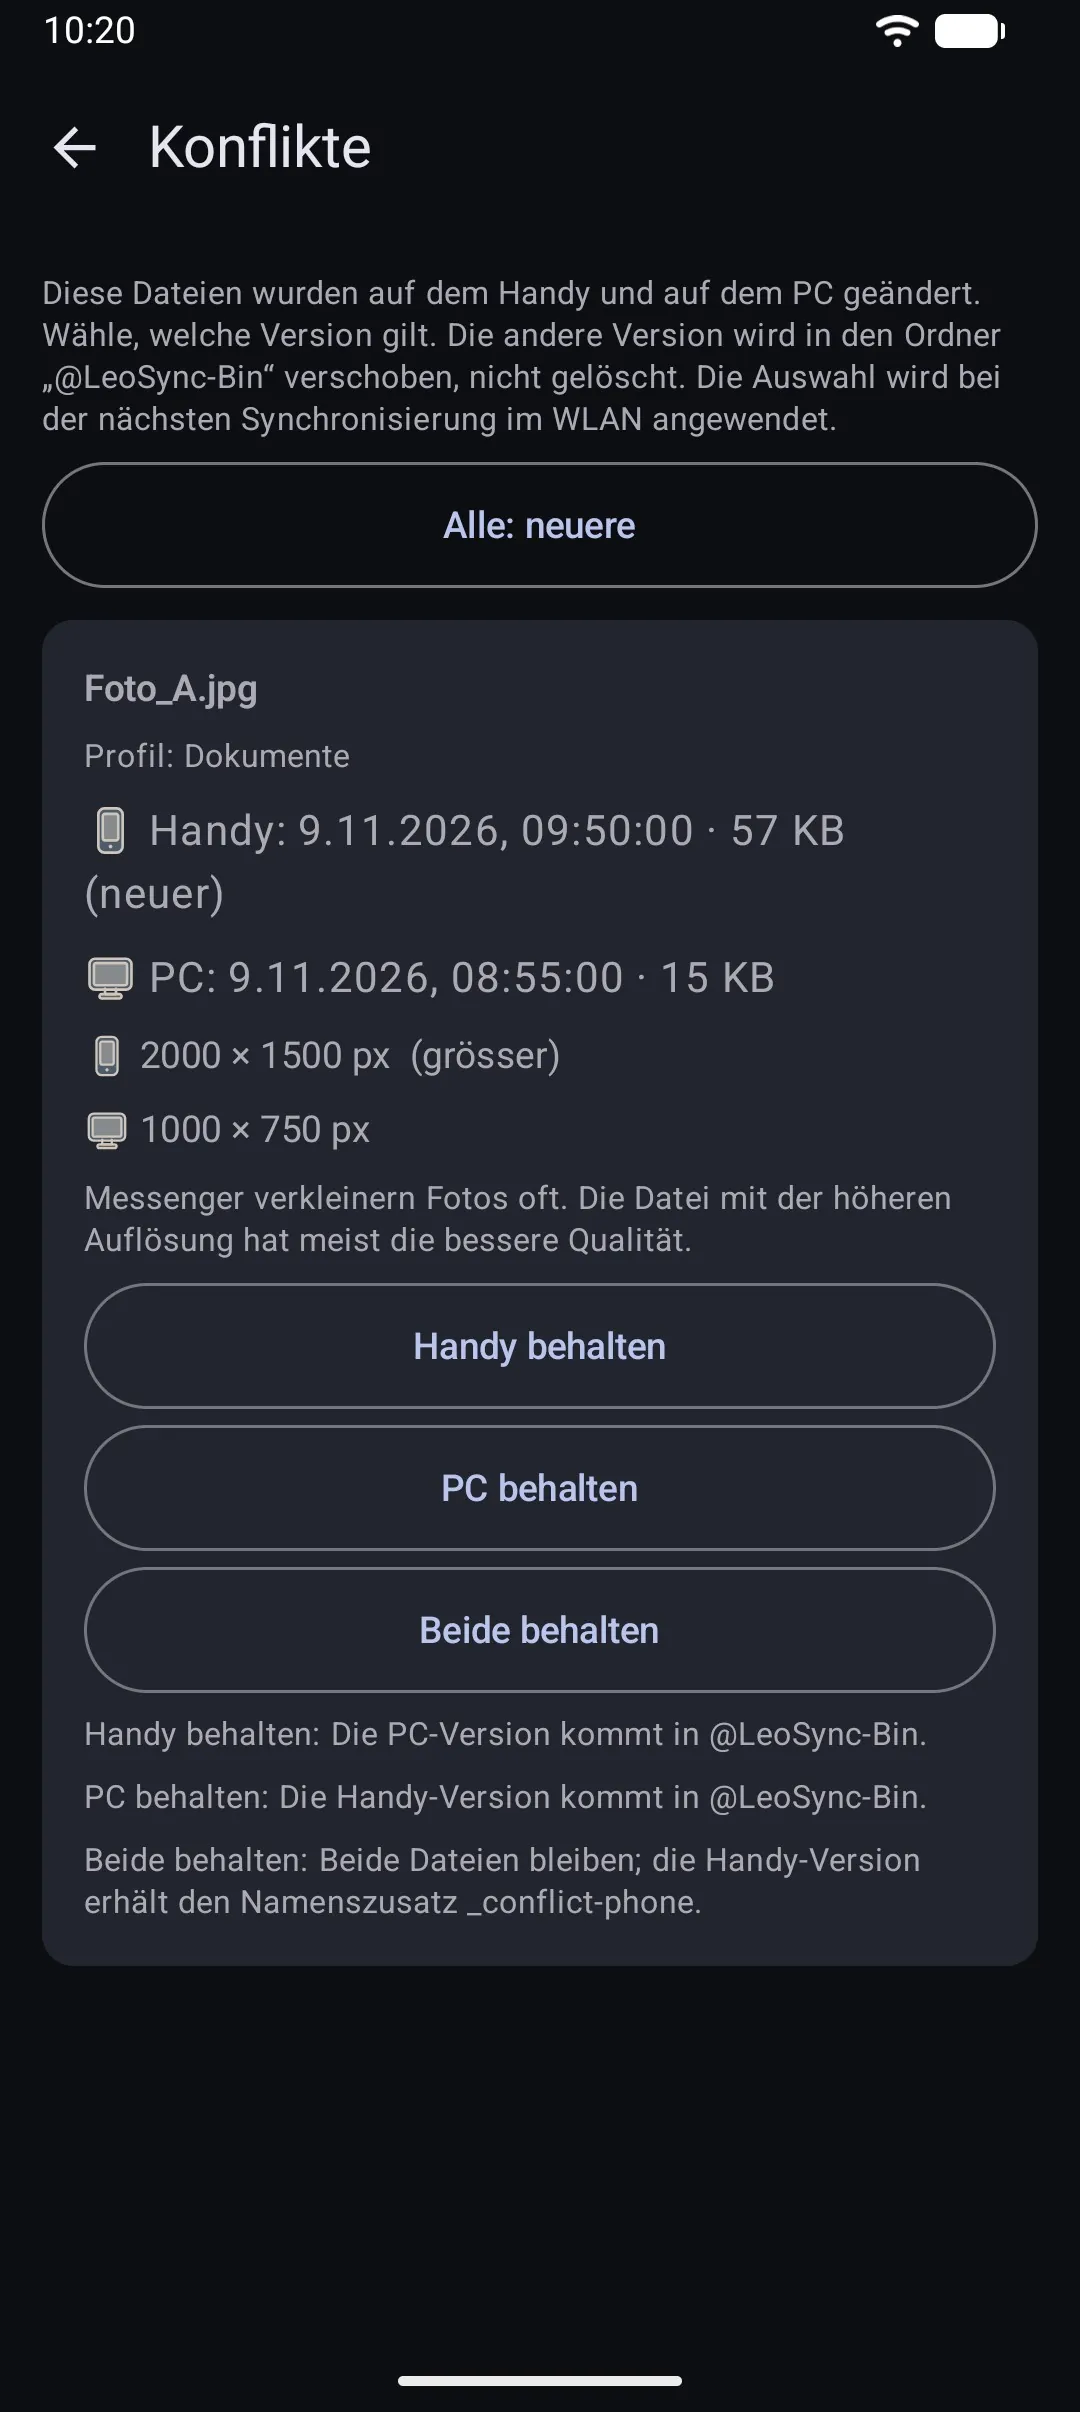 10:20
Konflikte
Diese Dateien wurden auf dem Handy und auf dem PC geändert.
Wähle, welche Version gilt. Die andere Version wird in den Ordner
„@LeoSync-Bin“ verschoben, nicht gelöscht. Die Auswahl wird bei
der nächsten Synchronisierung im WLAN angewendet.
Alle: neuere
Foto_A.jpg
Profil: Dokumente
Handy: 9.11.2026, 09:50:00 · 57 KB
(neuer)
PC: 9.11.2026, 08:55:00 · 15 KB
2000 × 1500 px (grösser)
1000 × 750 px
Messenger verkleinern Fotos oft. Die Datei mit der höheren
Auflösung hat meist die bessere Qualität.
Handy behalten
PC behalten
Beide behalten
Handy behalten: Die PC-Version kommt in @LeoSync-Bin.
PC behalten: Die Handy-Version kommt in @LeoSync-Bin.
Beide behalten: Beide Dateien bleiben; die Handy-Version
erhält den Namenszusatz _conflict-phone.